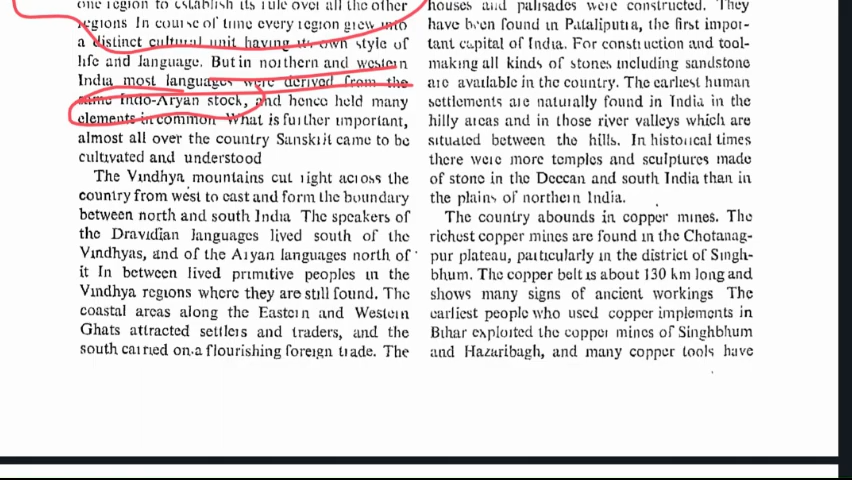 one region to establish its rule over all the other
regions In course of time every region grew into
a distinct cultural unit having its own style of
life and language. But in northern and western
India most languages were derived from the
same Indo-Aryan stock, and hence held many
elements in common What is further important,
almost all over the country Sanskrit came to be
cultivated and understood
The Vindhya mountains cut right across the
country from west to east and form the boundary
between north and south India The speakers of
the Dravidian languages lived south of the
Vindhyas, and of the Aryan languages north of
it In between lived primitive peoples in the
Vindhya regions where they are still found. The
coastal areas along the Eastern and Western
Ghats attracted settlers and traders, and the
south carried on a flourishing foreign trade. The
houses and palisades were constructed. They
have been found in Pataliputra, the first impor-
tant capital of India. For construction and tool-
making all kinds of stones including sandstone
are available in the country. The earliest human
settlements are naturally found in India in the
hilly areas and in those river valleys which are
situated between the hills. In historical times
there were more temples and sculptures made
of stone in the Deccan and south India than in
the plains of northern India.
The country abounds in copper mines. The
richest copper mines are found in the Chotanag-
pur plateau, particularly in the district of Singh-
bhum. The copper belt is about 130 km long and
shows many signs of ancient workings The
earliest people who used copper implements in
Bihar exploited the copper mines of Singhbhum
and Hazaribagh, and many copper tools have